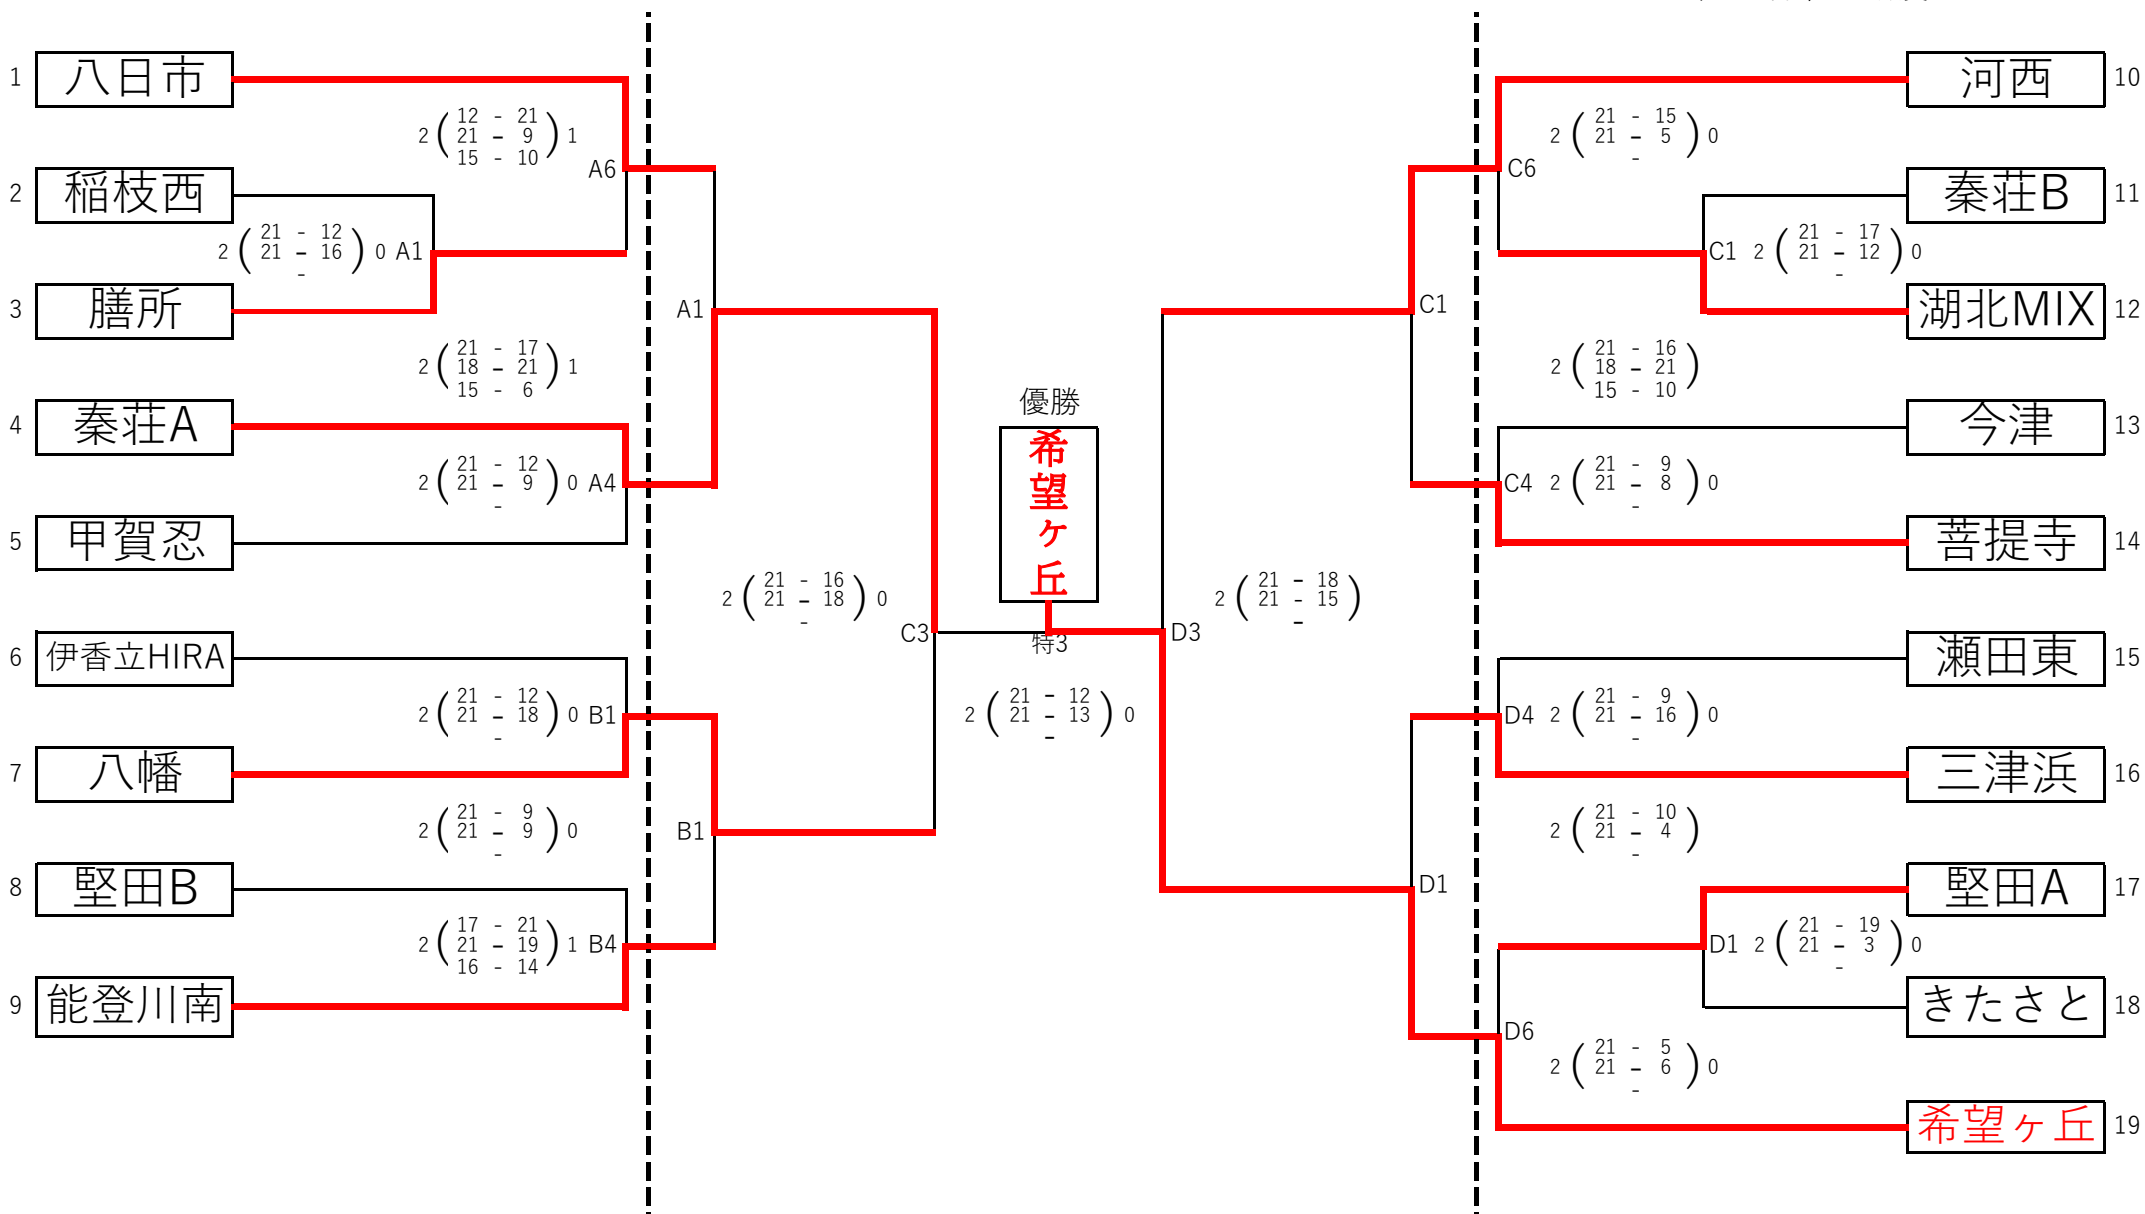 1 八日市
2 ( 12 - 21 ) 1
21 - 9
15 - 10
A6
2 稲枝西
2 ( 21 - 12 ) 0 A1
21 - 16
-
3 膳所
A1
2 ( 21 - 17 ) 1
18 - 21
15 - 6
4 秦荘A
2 ( 21 - 12 ) 0 A4
21 - 9
-
5 甲賀忍
2 ( 21 - 16 ) 0
21 - 18
-
C3
6 伊香立HIRA
2 ( 21 - 12 ) 0 B1
21 - 18
-
7 八幡
2 ( 21 - 9 ) 0
21 - 9
-
B1
8 堅田B
2 ( 17 - 21 ) 1 B4
21 - 19
16 - 14
9 能登川南
優勝
希望ヶ丘
特3
2 ( 21 - 12 ) 0
21 - 13
-
河西 10
2 ( 21 - 15 ) 0
21 - 5
-
C6
秦荘B 11
C1 2 ( 21 - 17 ) 0
21 - 12
-
湖北MIX 12
C1
2 ( 21 - 16 )
18 - 21
15 - 10
今津 13
C4 2 ( 21 - 9 ) 0
21 - 8
-
菩提寺 14
2 ( 21 - 18 )
21 - 15
-
D3
瀬田東 15
D4 2 ( 21 - 9 ) 0
21 - 16
-
三津浜 16
2 ( 21 - 10 )
21 - 4
-
D1
堅田A 17
D1 2 ( 21 - 19 ) 0
21 - 3
-
きたさと 18
D6
2 ( 21 - 5 ) 0
21 - 6
-
希望ヶ丘 19